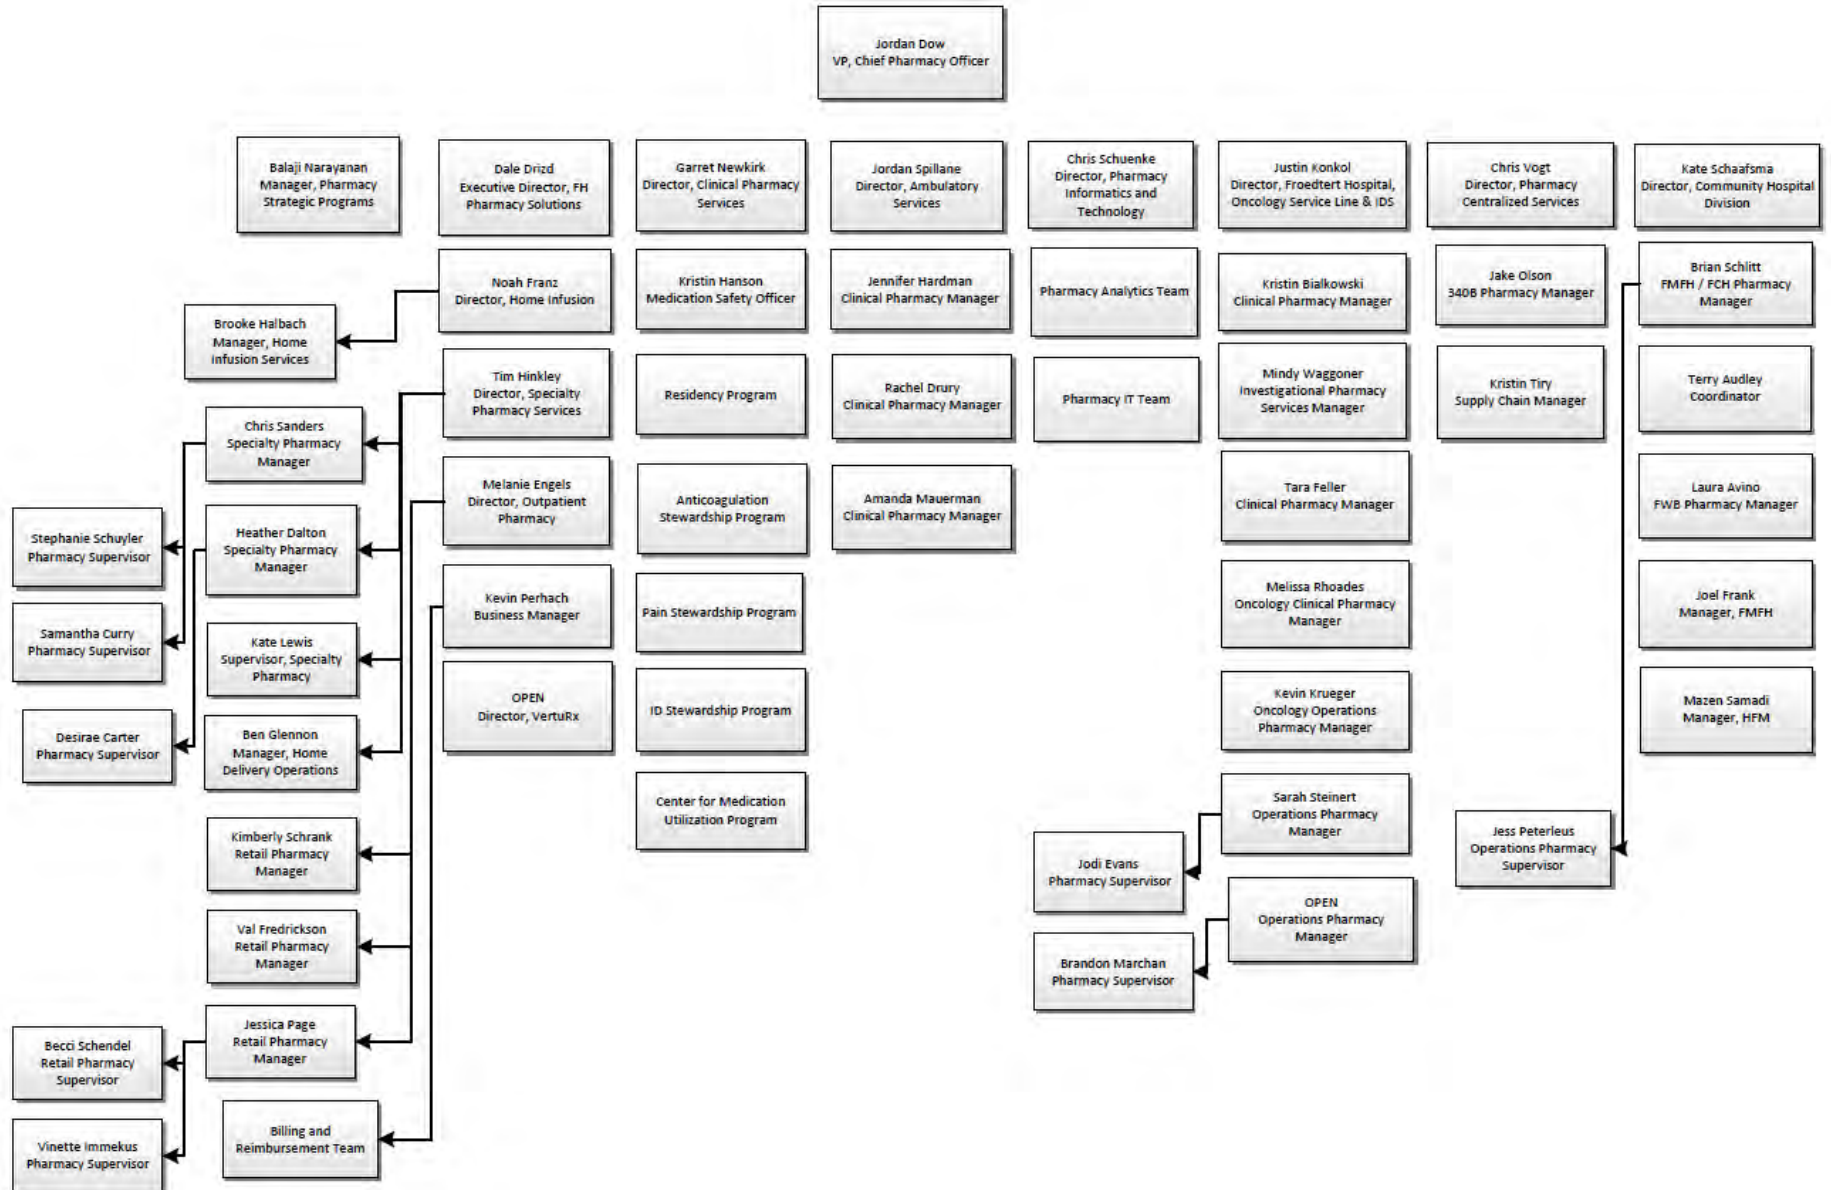 Jordan Dow
VP, Chief Pharmacy Officer
Balaji Narayanan
Manager, Pharmacy
Strategic Programs
Dale Drizd
Executive Director, FH
Pharmacy Solutions
Garret Newkirk
Director, Clinical Pharmacy
Services
Jordan Spillane
Director, Ambulatory
Services
Chris Schuenke
Director, Pharmacy
Informatics and
Technology
Justin Konkol
Director, Froedtert Hospital,
Oncology Service Line & IDS
Chris Vogt
Director, Pharmacy
Centralized Services
Kate Schaafsma
Director, Community Hospital
Division
Noah Franz
Director, Home Infusion
Brooke Halbach
Manager, Home
Infusion Services
Tim Hinkley
Director, Specialty
Pharmacy Services
Chris Sanders
Specialty Pharmacy
Manager
Stephanie Schuyler
Pharmacy Supervisor
Samantha Curry
Pharmacy Supervisor
Heather Dalton
Specialty Pharmacy
Manager
Desirae Carter
Pharmacy Supervisor
Kate Lewis
Supervisor, Specialty
Pharmacy
Ben Glennon
Manager, Home
Delivery Operations
Melanie Engels
Director, Outpatient
Pharmacy
Kimberly Schrank
Retail Pharmacy
Manager
Val Fredrickson
Retail Pharmacy
Manager
Jessica Page
Retail Pharmacy
Manager
Becci Schendel
Retail Pharmacy
Supervisor
Vinette Immekus
Pharmacy Supervisor
Kevin Perhach
Business Manager
Billing and
Reimbursement Team
OPEN
Director, VertuRx
Kristin Hanson
Medication Safety Officer
Residency Program
Anticoagulation
Stewardship Program
Pain Stewardship Program
ID Stewardship Program
Center for Medication
Utilization Program
Jennifer Hardman
Clinical Pharmacy Manager
Rachel Drury
Clinical Pharmacy Manager
Amanda Mauerman
Clinical Pharmacy Manager
Pharmacy Analytics Team
Pharmacy IT Team
Kristin Bialkowski
Clinical Pharmacy Manager
Mindy Waggoner
Investigational Pharmacy
Services Manager
Tara Feller
Clinical Pharmacy Manager
Melissa Rhoades
Oncology Clinical Pharmacy
Manager
Kevin Krueger
Oncology Operations
Pharmacy Manager
Sarah Steinert
Operations Pharmacy
Manager
Jodi Evans
Pharmacy Supervisor
OPEN
Operations Pharmacy
Manager
Brandon Marchan
Pharmacy Supervisor
Jake Olson
340B Pharmacy Manager
Kristin Tiry
Supply Chain Manager
Brian Schlitt
FMFH / FCH Pharmacy
Manager
Terry Audley
Coordinator
Laura Avino
FWB Pharmacy Manager
Joel Frank
Manager, FMFH
Mazen Samadi
Manager, HFM
Jess Peterleus
Operations Pharmacy
Supervisor